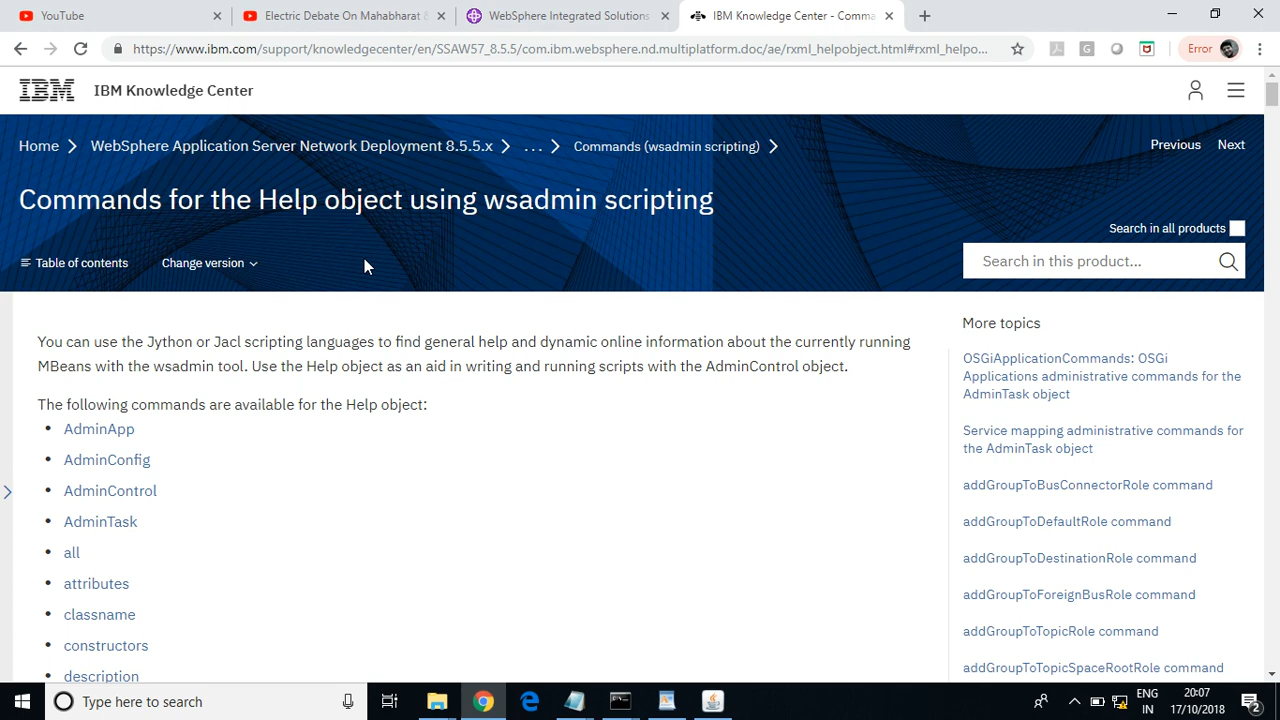 YouTube
Electric Debate On Mahabharat &
WebSphere Integrated Solutions
IBM Knowledge Center - Comma
https://www.ibm.com/support/knowledgecenter/en/SSAW57_8.5.5/com.ibm.websphere.nd.multiplatform.doc/ae/rxml_helpobject.html#rxml_helpo...
Error
IBM
IBM Knowledge Center
Home
WebSphere Application Server Network Deployment 8.5.5.x
...
Commands (wsadmin scripting)
Previous
Next
Commands for the Help object using wsadmin scripting
Search in all products
Table of contents
Change version
Search in this product...
You can use the Jython or Jacl scripting languages to find general help and dynamic online information about the currently running
MBeans with the wsadmin tool. Use the Help object as an aid in writing and running scripts with the AdminControl object.
The following commands are available for the Help object:
• AdminApp
• AdminConfig
• AdminControl
• AdminTask
• all
• attributes
• classname
• constructors
• description
More topics
OSGiApplicationCommands: OSGi
Applications administrative commands for the
AdminTask object
Service mapping administrative commands for
the AdminTask object
addGroupToBusConnectorRole command
addGroupToDefaultRole command
addGroupToDestinationRole command
addGroupToForeignBusRole command
addGroupToTopicRole command
addGroupToTopicSpaceRootRole command
Type here to search
ENG
IN
20:07
17/10/2018
2